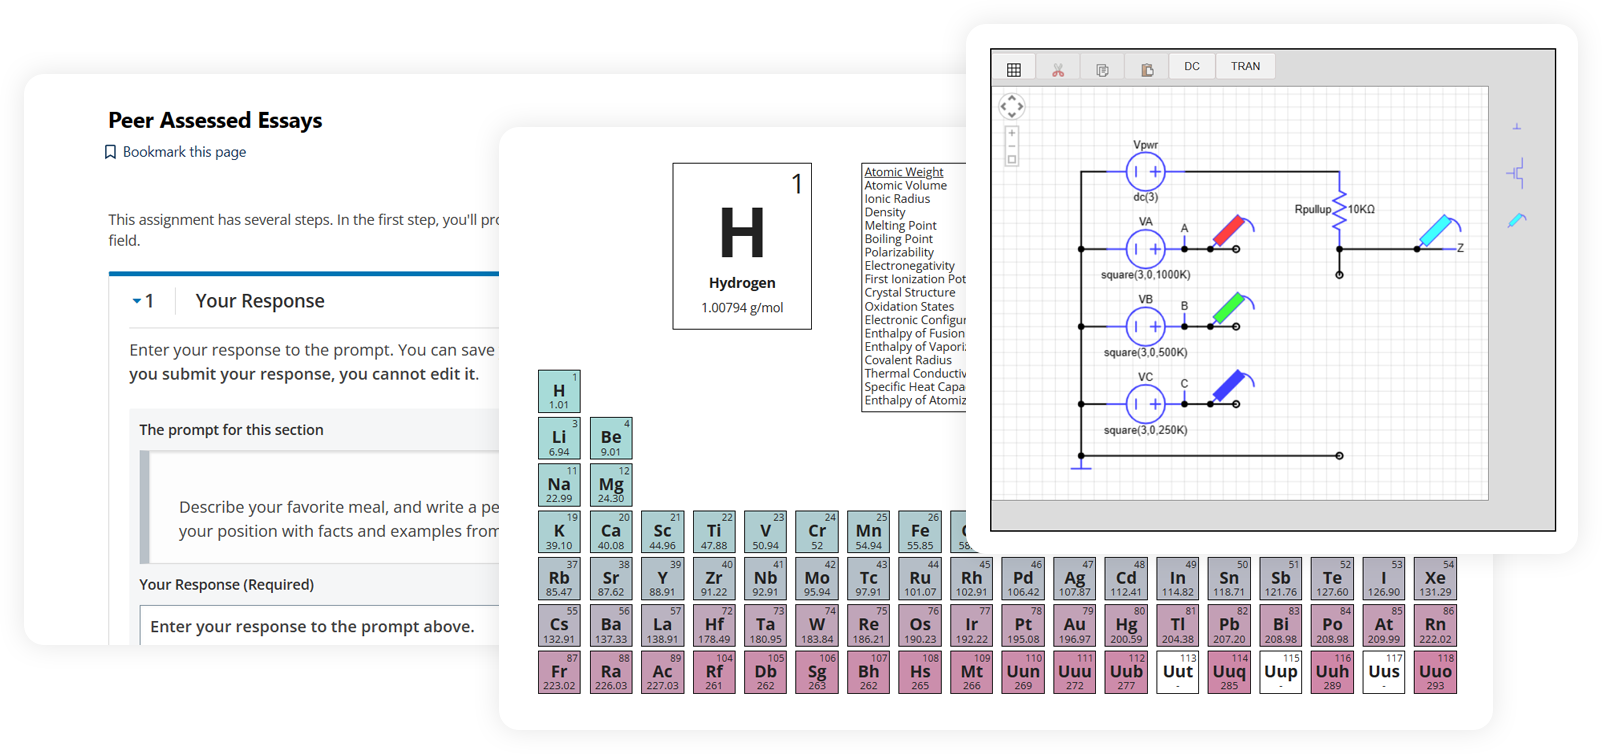 Peer Assessed Essays
Bookmark this page
This assignment has several steps. In the first step, you'll pro
field.
1 Your Response
Enter your response to the prompt. You can save
you submit your response, you cannot edit it.
The prompt for this section
Describe your favorite meal, and write a pe
your position with facts and examples from
Your Response (Required)
Enter your response to the prompt above.
1
H
Hydrogen
1.00794 g/mol
Atomic Weight
Atomic Volume
Ionic Radius
Density
Melting Point
Boiling Point
Polarizability
Electronegativity
First Ionization Pot
Crystal Structure
Oxidation States
Electronic Configur
Enthalpy of Fusion
Enthalpy of Vapori
Covalent Radius
Thermal Conductiv
Specific Heat Capa
Enthalpy of Atomiz
1
H
1.01
3 4
Li Be
6.94 9.01
11 12
Na Mg
22.99 24.30
19 20 21 22 23 24 25 26
K Ca Sc Ti V Cr Mn Fe
39.10 40.08 44.96 47.88 50.94 52 54.94 55.85 58.
37 38 39 40 41 42 43 44 45 46 47 48 49 50 51 52 53 54
Rb Sr Y Zr Nb Mo Tc Ru Rh Pd Ag Cd In Sn Sb Te I Xe
85.47 87.62 88.91 91.22 92.91 95.94 97.91 101.07 102.91 106.42 107.87 112.41 114.82 118.71 121.76 127.60 126.90 131.29
55 56 57 72 73 74 75 76 77 78 79 80 81 82 83 84 85 86
Cs Ba La Hf Ta W Re Os Ir Pt Au Hg Tl Pb Bi Po At Rn
132.91 137.33 138.91 178.49 180.95 183.84 186.21 190.23 192.22 195.08 196.97 200.59 204.38 207.20 208.98 208.98 209.99 222.02
87 88 89 104 105 106 107 108 109 110 111 112 113 114 115 116 117 118
Fr Ra Ac Rf Db Sg Bh Hs Mt Uun Uuu Uub Uut Uuq Uup Uuh Uus Uuo
223.02 226.03 227.03 261 262 263 262 265 266 269 272 277 - 285 - 289 - 293
DC TRAN
Vpwr
dc(3)
Rpullup 10KΩ
VA A
square(3,0,1000K)
Z
VB B
square(3,0,500K)
VC C
square(3,0,250K)